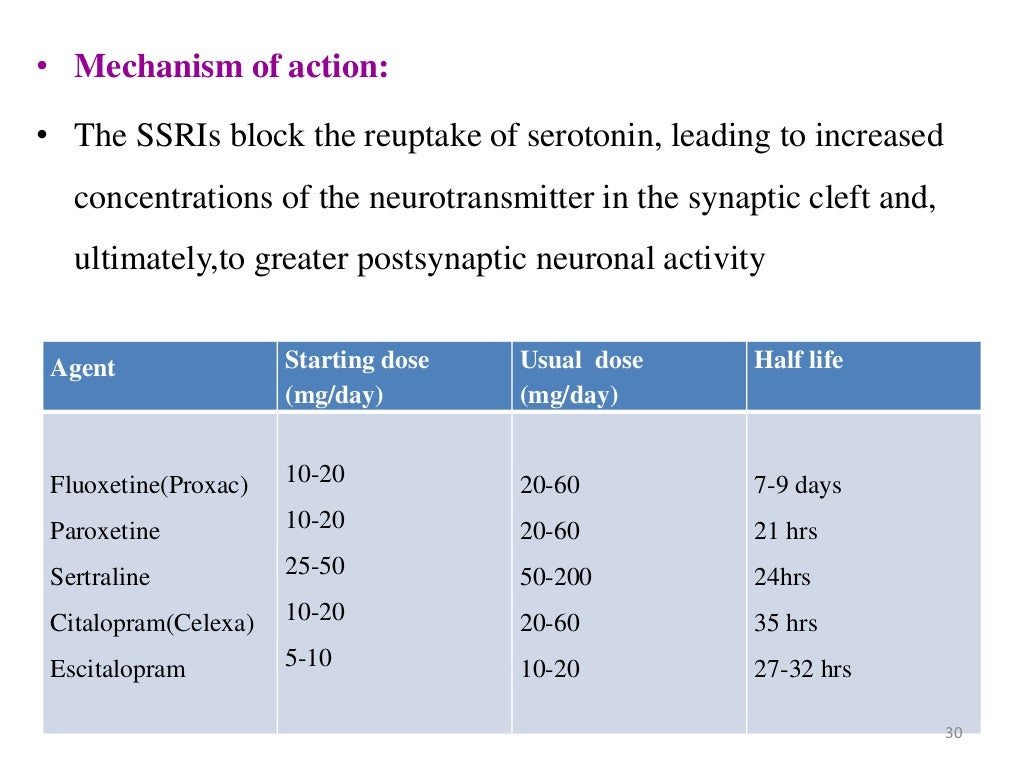 • Mechanism of action:
• The SSRIs block the reuptake of serotonin, leading to increased
concentrations of the neurotransmitter in the synaptic cleft and,
ultimately,to greater postsynaptic neuronal activity
Agent Starting dose (mg/day) Usual dose (mg/day) Half life
Fluoxetine(Proxac) 10-20 20-60 7-9 days
Paroxetine 10-20 20-60 21 hrs
Sertraline 25-50 50-200 24hrs
Citalopram(Celexa) 10-20 20-60 35 hrs
Escitalopram 5-10 10-20 27-32 hrs
30